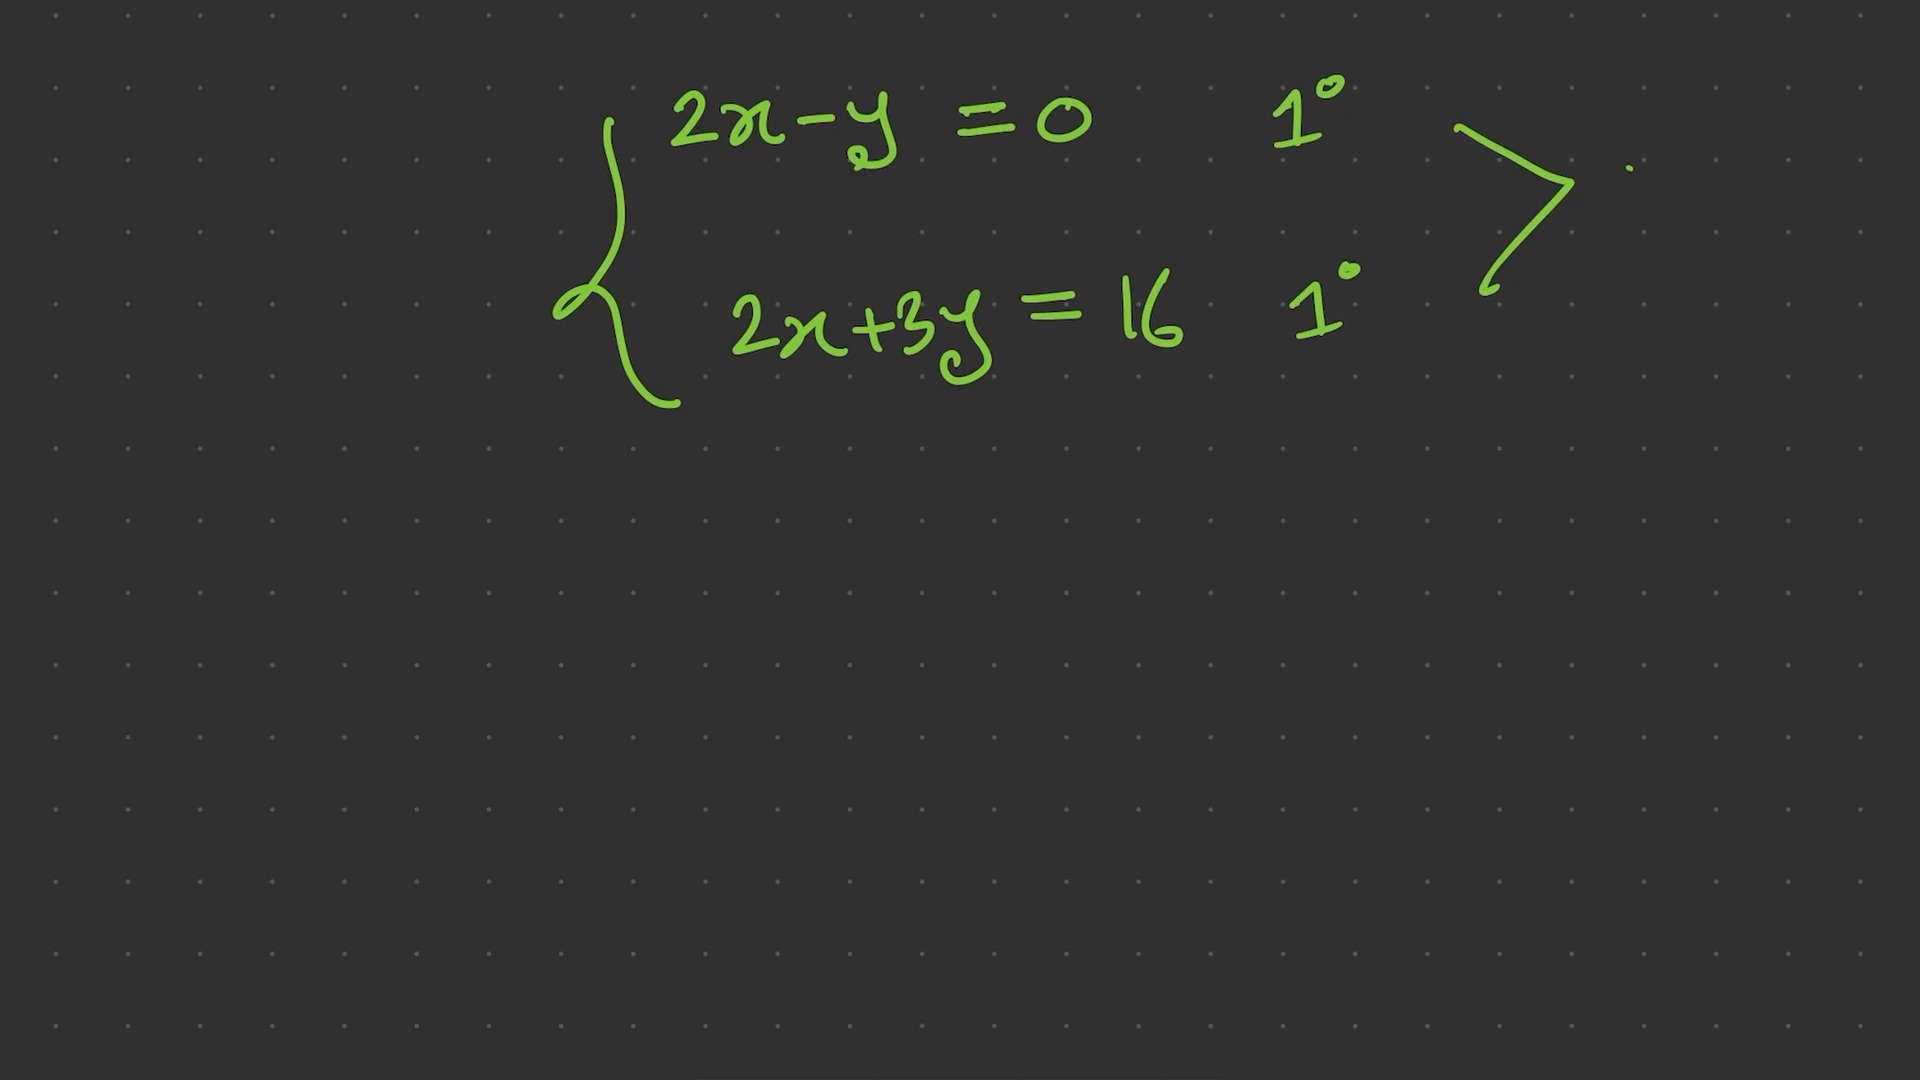 2x-y = 0 1°
2x+3y = 16 1°